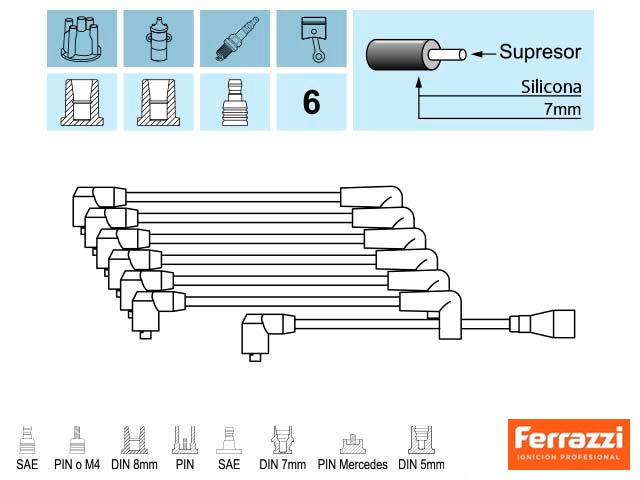 Supresor
Silicona
7mm
6
SAE
PIN o M4
DIN 8mm
PIN
SAE
DIN 7mm
PIN Mercedes
DIN 5mm
Ferrazzi
IGNICION PROFESIONAL